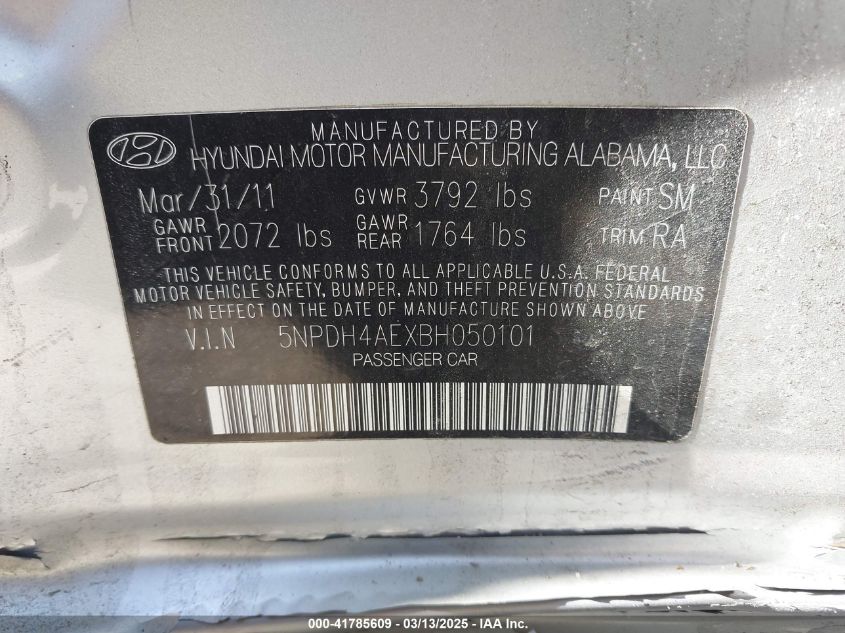 MANUFACTURED BY
HYUNDAI MOTOR MANUFACTURING ALABAMA, LLC
Mar/31/11 GVWR 3792 lbs PAINT SM
GAWR FRONT 2072 lbs GAWR REAR 1764 lbs TRIM RA
THIS VEHICLE CONFORMS TO ALL APPLICABLE U.S.A. FEDERAL
MOTOR VEHICLE SAFETY, BUMPER, AND THEFT PREVENTION STANDARDS
IN EFFECT ON THE DATE OF MANUFACTURE SHOWN ABOVE.
V.I.N 5NPDH4AEXBH050101
PASSENGER CAR
000-41785609 - 03/13/2025 - IAA Inc.